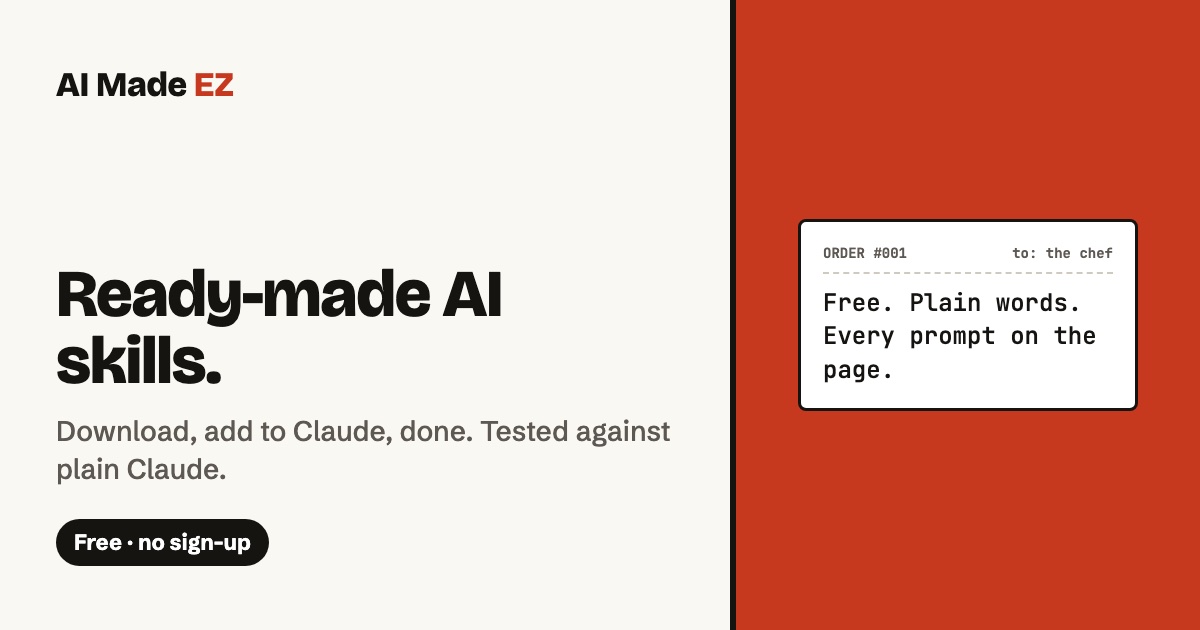 AI Made EZ
Ready-made AI
skills.
Download, add to Claude, done. Tested against
plain Claude.
Free · no sign-up
ORDER #001 to: the chef
Free. Plain words.
Every prompt on the
page.